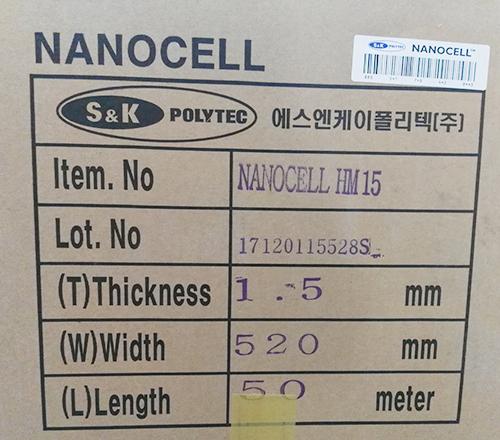 NANOCELL
S&K POLYTEC NANOCELL™
S&K POLYTEC 에스엔케이폴리텍(주)
Item. No NANOCELL HM15
Lot. No 17120115528S
(T)Thickness 1.5 mm
(W)Width 520 mm
(L)Length 50 meter